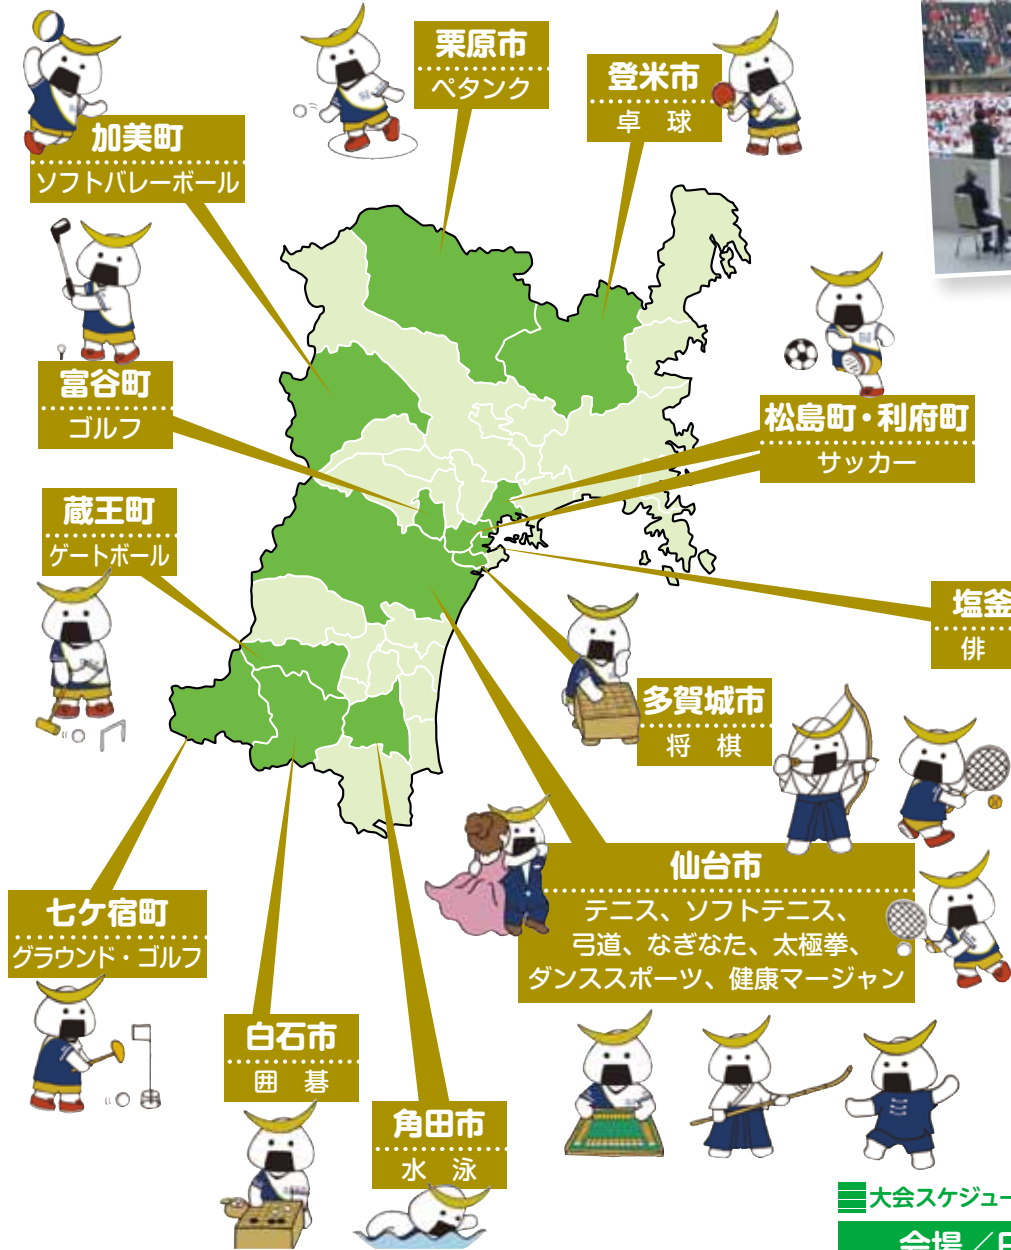 栗原市
ペタンク
登米市
卓 球
加美町
ソフトバレーボール
富谷町
ゴルフ
松島町・利府町
サッカー
蔵王町
ゲートボール
塩釜
俳
多賀城市
将 棋
仙台市
テニス、ソフトテニス、
弓道、なぎなた、太極拳、
ダンススポーツ、健康マージャン
七ケ宿町
グラウンド・ゴルフ
白石市
囲 碁
角田市
水 泳
大会スケジュー
会場／